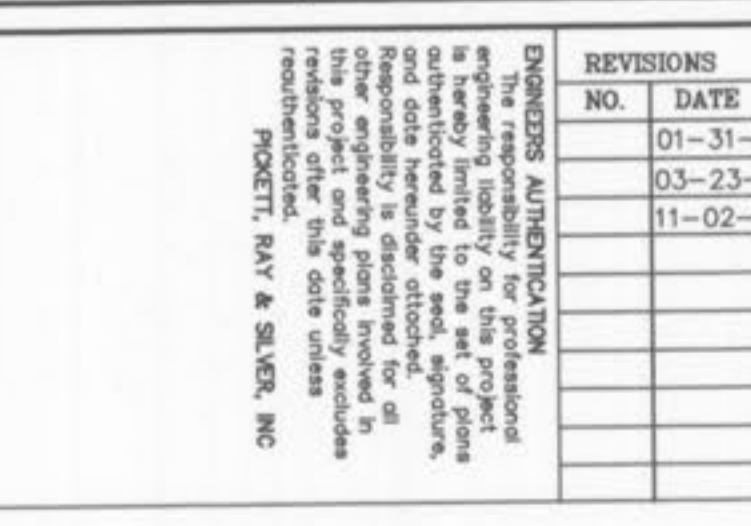 ENGINEERS AUTHENTICATION
The responsibility for professional
engineering liability on this project
is hereby limited to the set of plans
authenticated by the seal, signature,
and date hereunder attached.
Responsibility is disclaimed for all
other engineering plans involved in
this project and specifically excludes
revisions after this date unless
reauthenticated.
PICKETT, RAY & SILVER, INC
REVISIONS
NO. DATE
01-31-
03-23-
11-02-